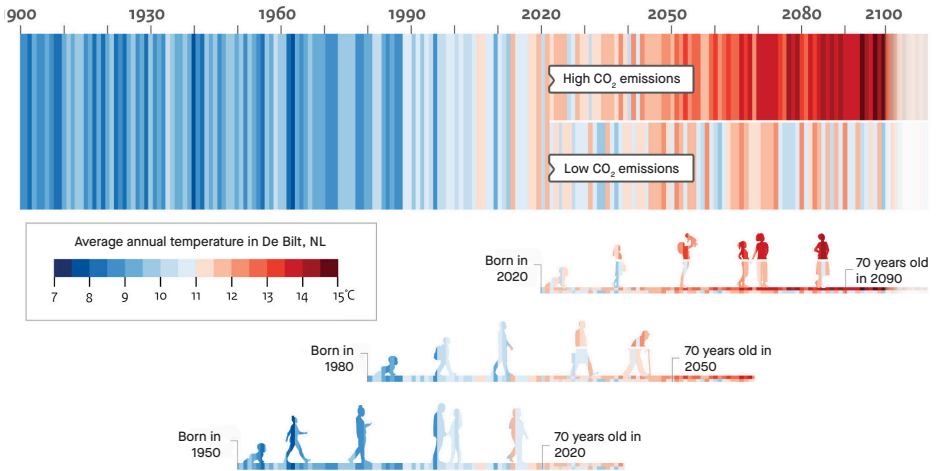 1900 1930 1960 1990 2020 2050 2080 2100
High CO₂ emissions
Low CO₂ emissions
Average annual temperature in De Bilt, NL
7 8 9 10 11 12 13 14 15°C
Born in
2020
70 years old
in 2090
Born in
1980
70 years old in
2050
Born in
1950
70 years old in
2020